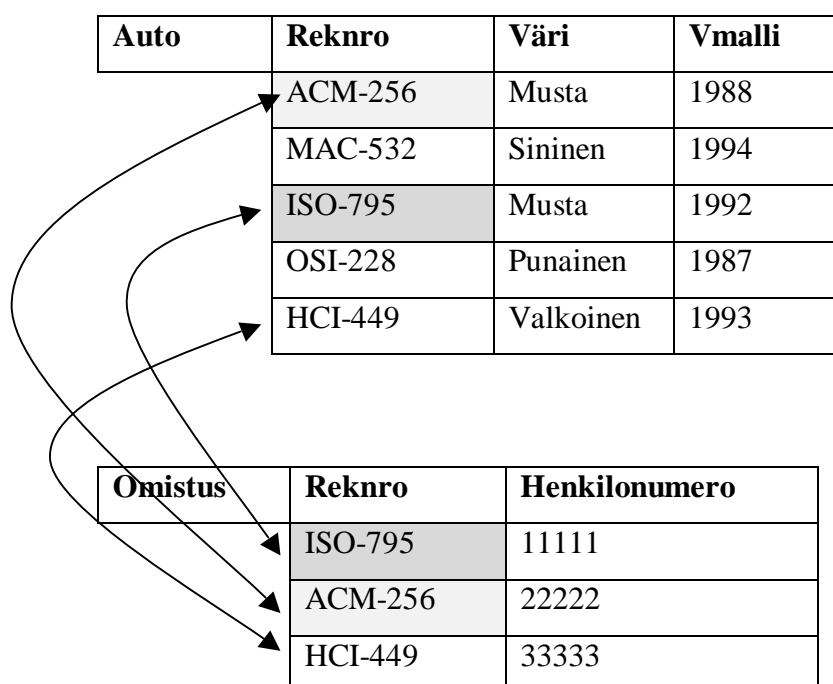 Auto Reknro Väri Vmalli
ACM-256 Musta 1988
MAC-532 Sininen 1994
ISO-795 Musta 1992
OSI-228 Punainen 1987
HCI-449 Valkoinen 1993
Omistus Reknro Henkilonumero
ISO-795 11111
ACM-256 22222
HCI-449 33333